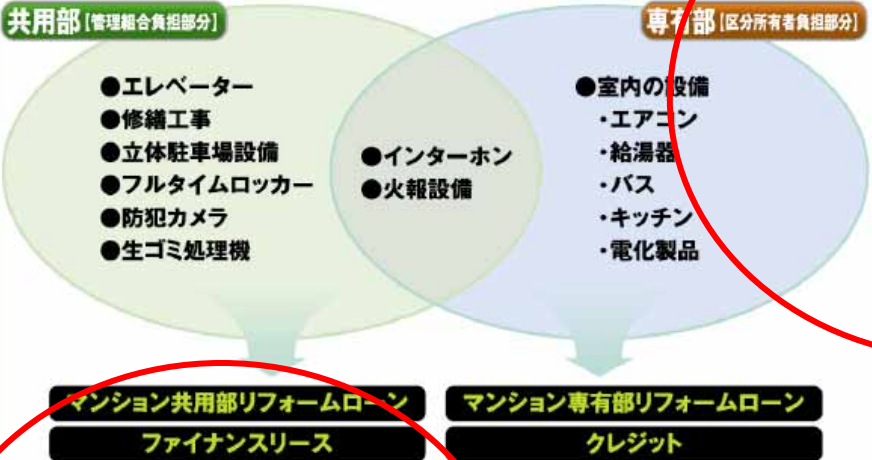 共用部[管理組合負担部分]
専有部[区分所有者負担部分]
●エレベーター
●修繕工事
●立体駐車場設備
●フルタイムロッカー
●防犯カメラ
●生ゴミ処理機
●インターホン
●火報設備
●室内の設備
・エアコン
・給湯器
・バス
・キッチン
・電化製品
マンション共用部リフォームローン
ファイナンスリース
マンション専有部リフォームローン
クレジット